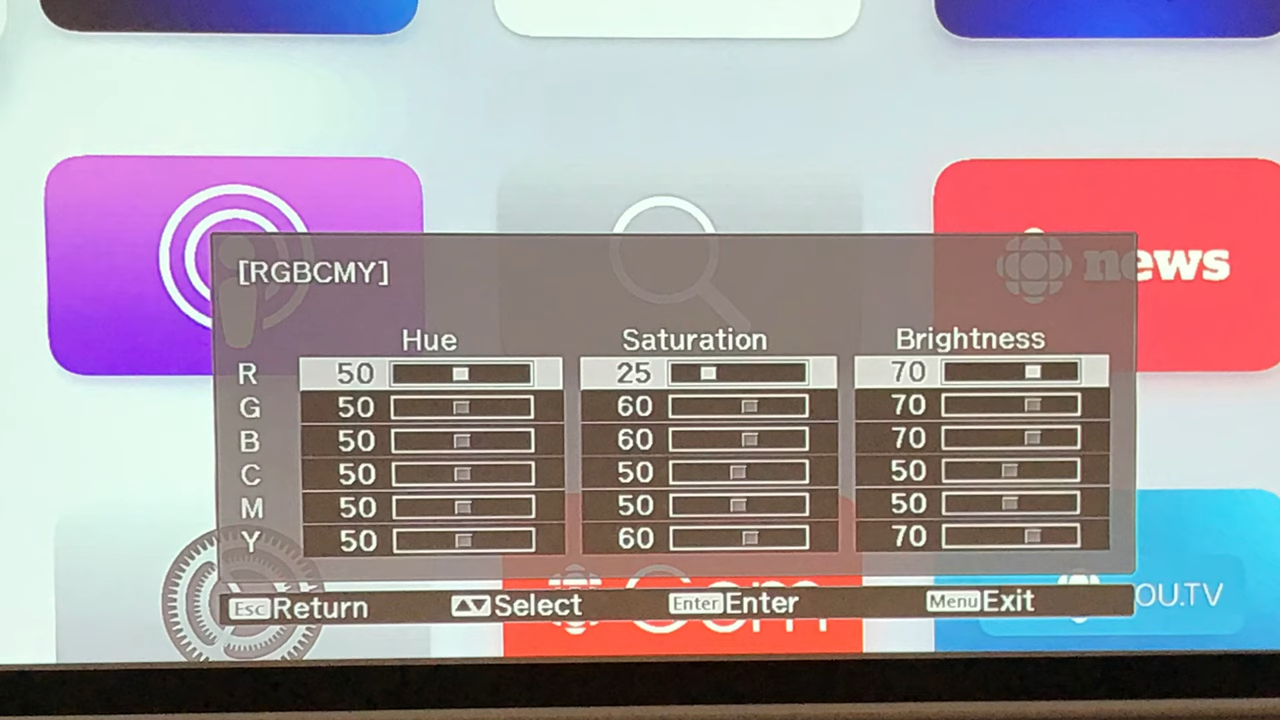 news
[RGBCMY]
Hue Saturation Brightness
R 50 25 70
G 50 60 70
B 50 60 70
C 50 50 50
M 50 50 50
Y 50 60 70
Esc Return Select Enter Enter Menu Exit
OU.TV